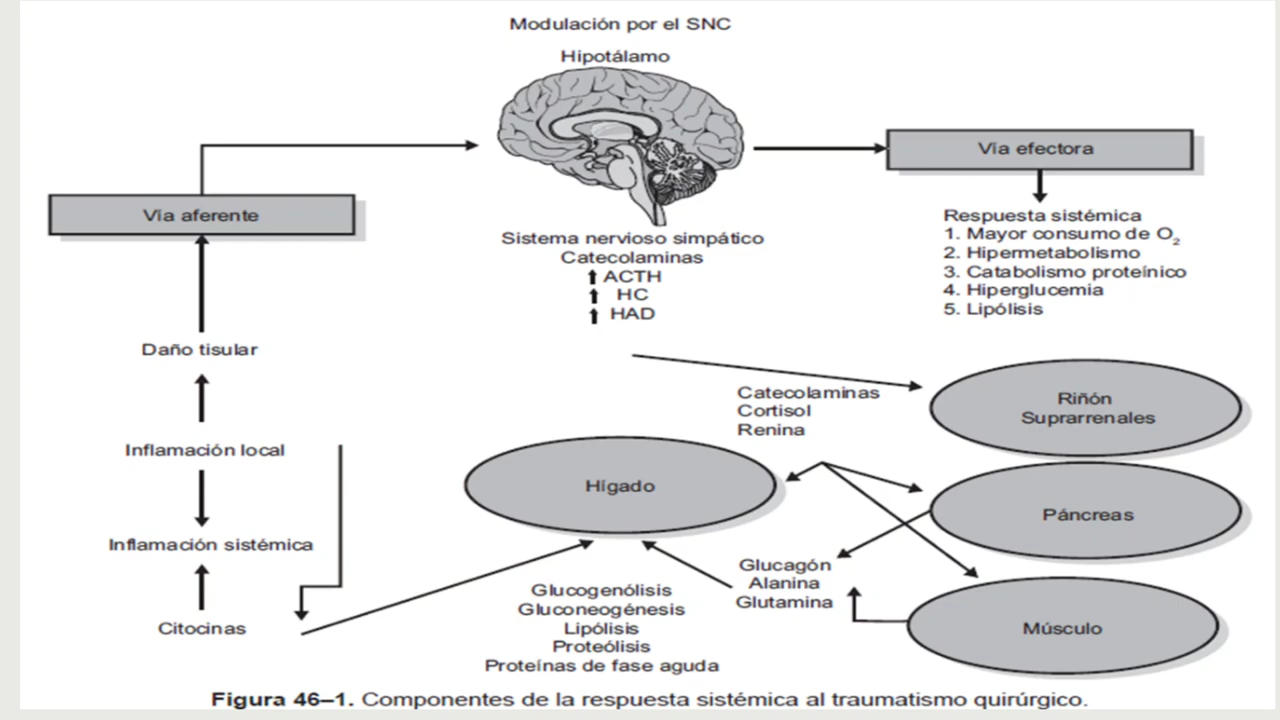 Modulación por el SNC
Hipotálamo
Vía aferente
Vía efectora
Sistema nervioso simpático
Catecolaminas
ACTH
HC
HAD
Respuesta sistémica
1. Mayor consumo de O₂
2. Hipermetabolismo
3. Catabolismo proteínico
4. Hiperglucemia
5. Lipólisis
Daño tisular
Inflamación local
Inflamación sistémica
Citocinas
Catecolaminas
Cortisol
Renina
Riñón
Suprarrenales
Hígado
Páncreas
Glucagón
Alanina
Glutamina
Músculo
Glucogenólisis
Gluconeogénesis
Lipólisis
Proteólisis
Proteínas de fase aguda
Figura 46–1. Componentes de la respuesta sistémica al traumatismo quirúrgico.